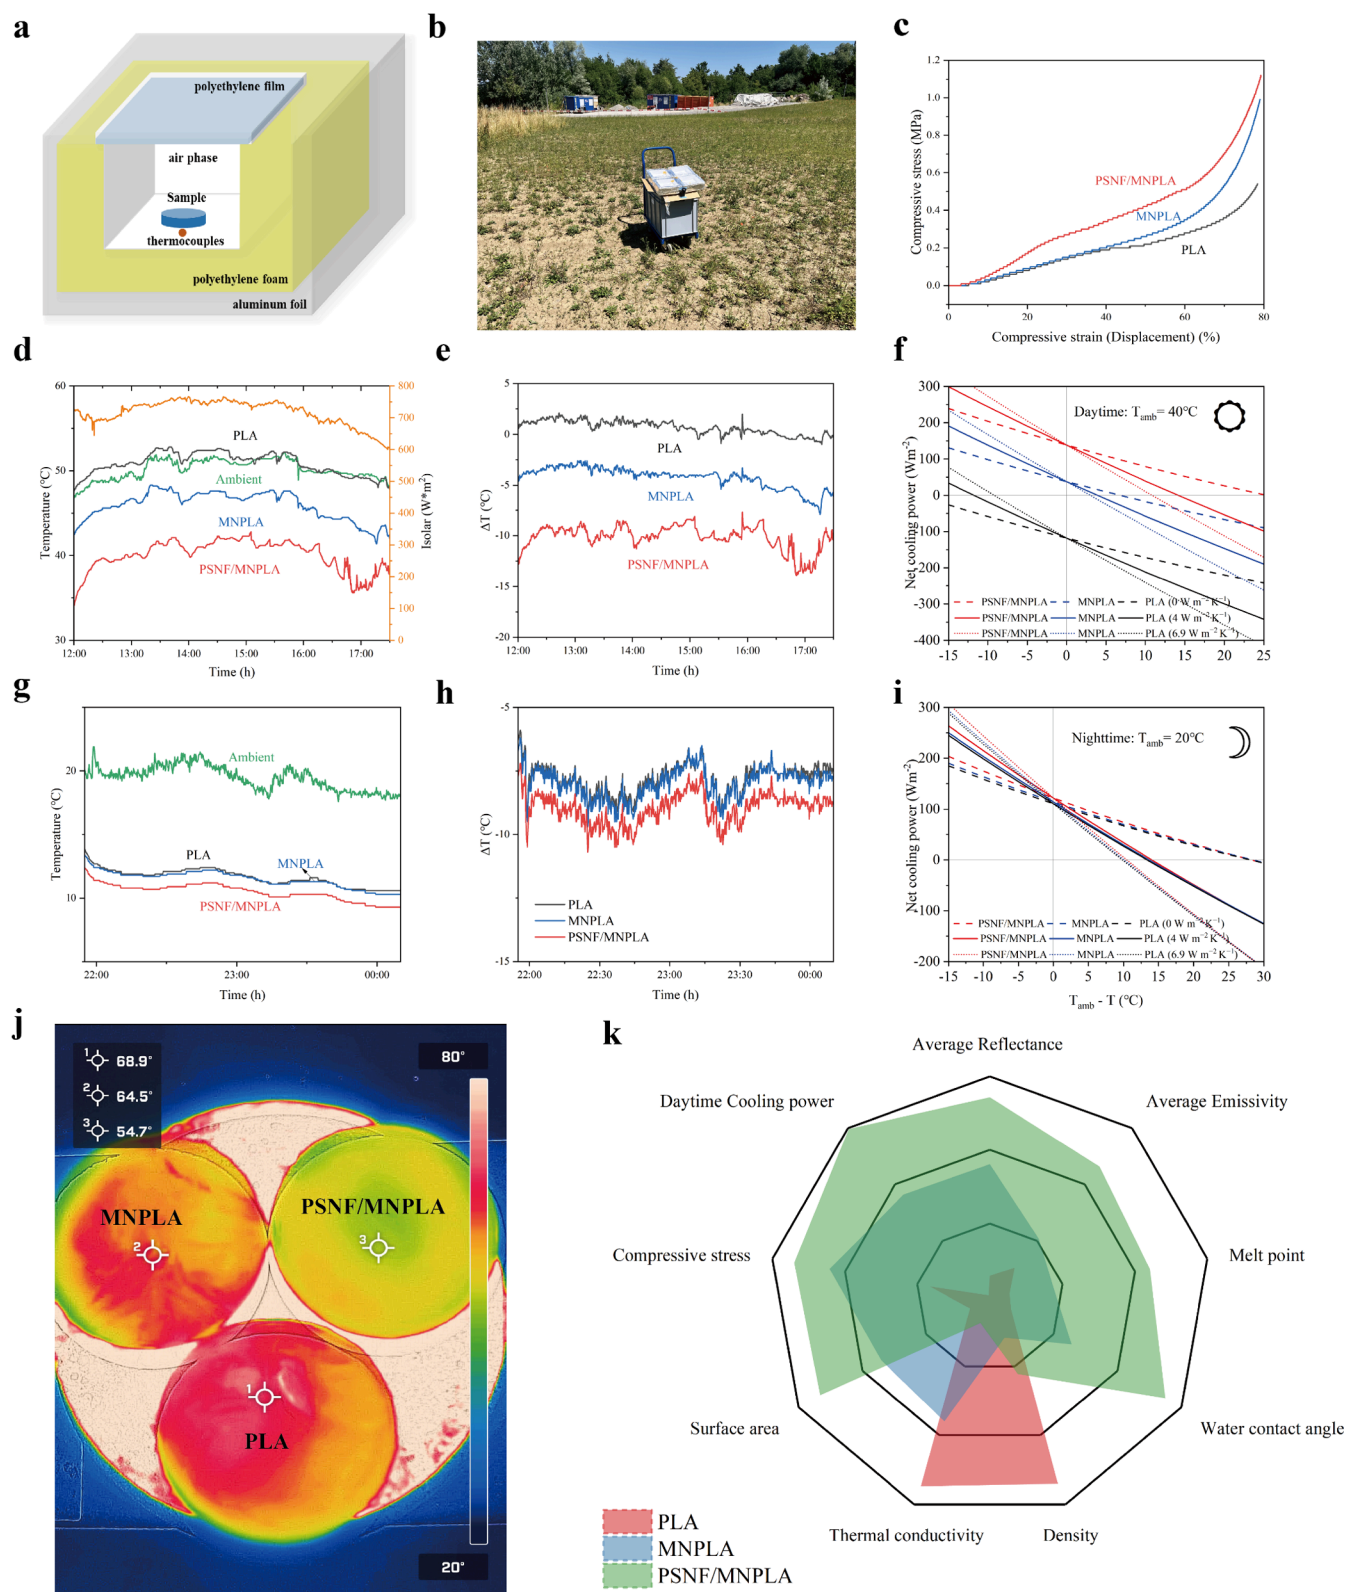 a
polyethylene film
air phase
Sample
thermocouples
polyethylene foam
aluminum foil
b
c
Compressive stress (MPa)
1.2
1.0
0.8
0.6
0.4
0.2
0.0
PSNF/MNPLA
MNPLA
PLA
0 20 40 60 80
Compressive strain (Displacement) (%)
d
Temperature (℃)
60
50
40
30
PLA
Ambient
MNPLA
PSNF/MNPLA
800
700
600
500
400
300
200
100
0
Isolar (W*m²)
12:00 13:00 14:00 15:00 16:00 17:00
Time (h)
e
ΔT (℃)
5
0
-5
-10
-15
-20
PLA
MNPLA
PSNF/MNPLA
12:00 13:00 14:00 15:00 16:00 17:00
Time (h)
f
Net cooling power (Wm⁻²)
300
200
100
0
-100
-200
-300
-400
Daytime: Tamb= 40℃
PSNF/MNPLA MNPLA PLA (0 W m⁻² K⁻¹)
PSNF/MNPLA MNPLA PLA (4 W m⁻² K⁻¹)
PSNF/MNPLA MNPLA PLA (6.9 W m⁻² K⁻¹)
-15 -10 -5 0 5 10 15 20 25
g
Temperature (℃)
20
10
Ambient
PLA
MNPLA
PSNF/MNPLA
22:00 23:00 00:00
Time (h)
h
ΔT (℃)
-5
-10
-15
PLA
MNPLA
PSNF/MNPLA
22:00 22:30 23:00 23:30 00:00
Time (h)
i
Net cooling power (Wm⁻²)
300
200
100
0
-100
-200
Nighttime: Tamb= 20℃
PSNF/MNPLA MNPLA PLA (0 W m⁻² K⁻¹)
PSNF/MNPLA MNPLA PLA (4 W m⁻² K⁻¹)
PSNF/MNPLA MNPLA PLA (6.9 W m⁻² K⁻¹)
-15 -10 -5 0 5 10 15 20 25 30
Tamb - T (℃)
j
1 68.9°
2 64.5°
3 54.7°
80°
MNPLA
2
PSNF/MNPLA
3
1
PLA
20°
k
Average Reflectance
Daytime Cooling power
Average Emissivity
Compressive stress
Melt point
Surface area
Water contact angle
Thermal conductivity
Density
PLA
MNPLA
PSNF/MNPLA